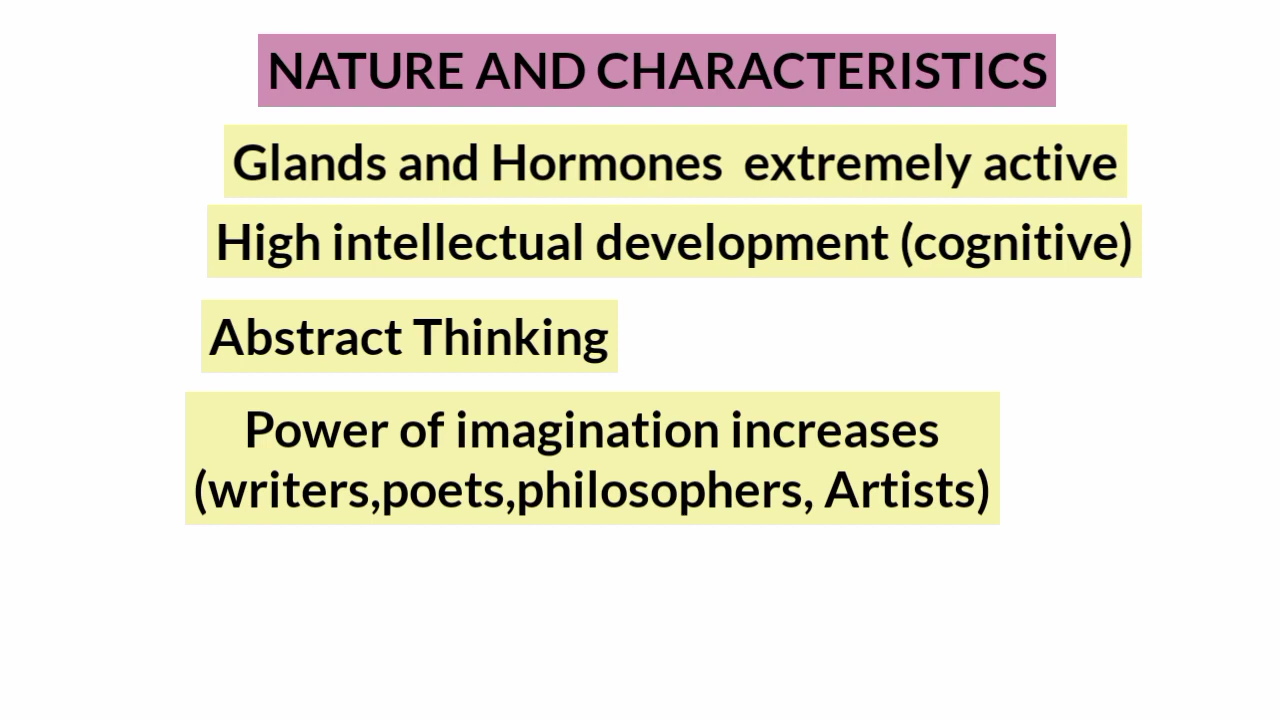 NATURE AND CHARACTERISTICS
Glands and Hormones  extremely active
High intellectual development (cognitive)
Abstract Thinking
Power of imagination increases
(writers,poets,philosophers, Artists)